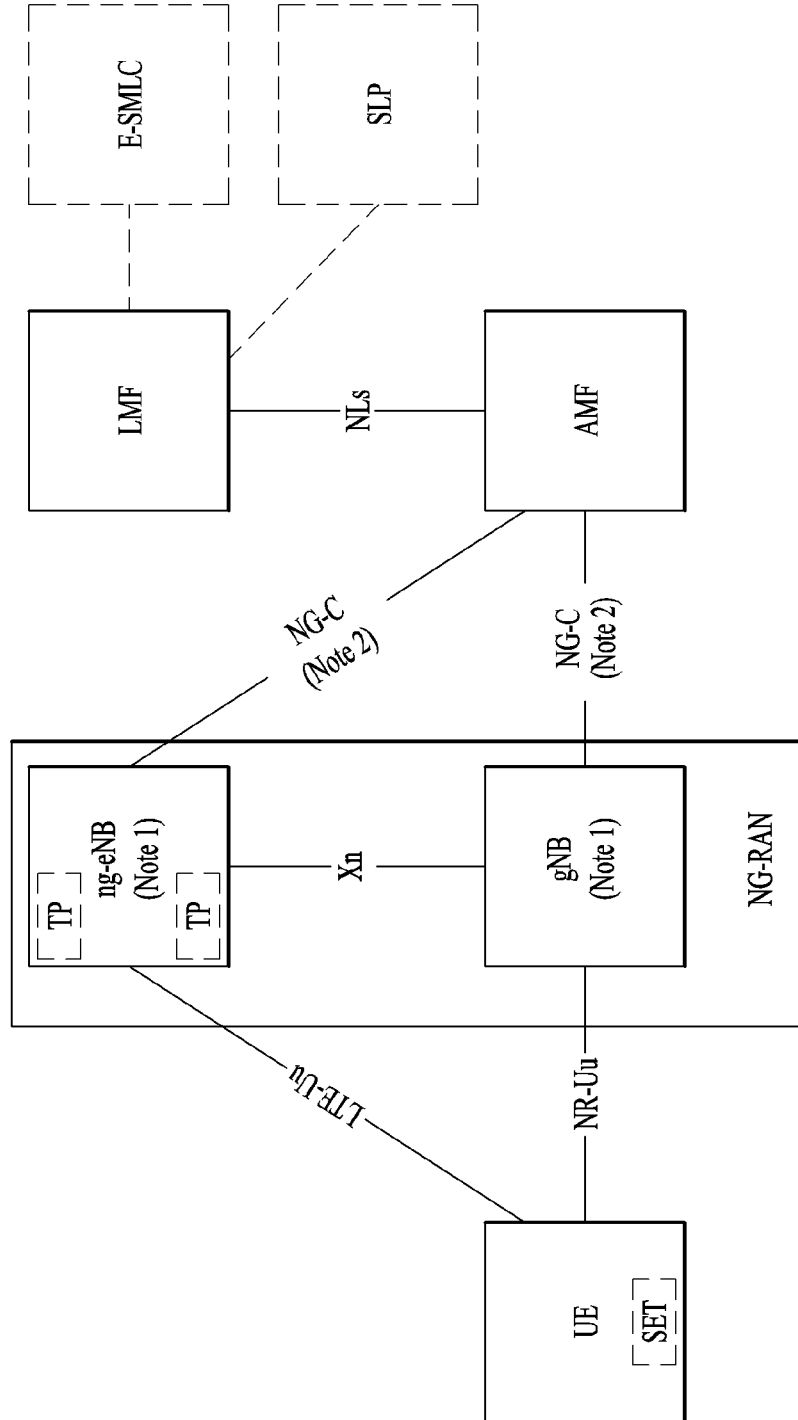 E-SMLC
SLP
LMF
NLs
AMF
NG-C
(Note 2)
NG-C
(Note 2)
TP
TP
ng-eNB
(Note 1)
Xn
gNB
(Note 1)
NG-RAN
LTE-Uu
NR-Uu
UE
SET